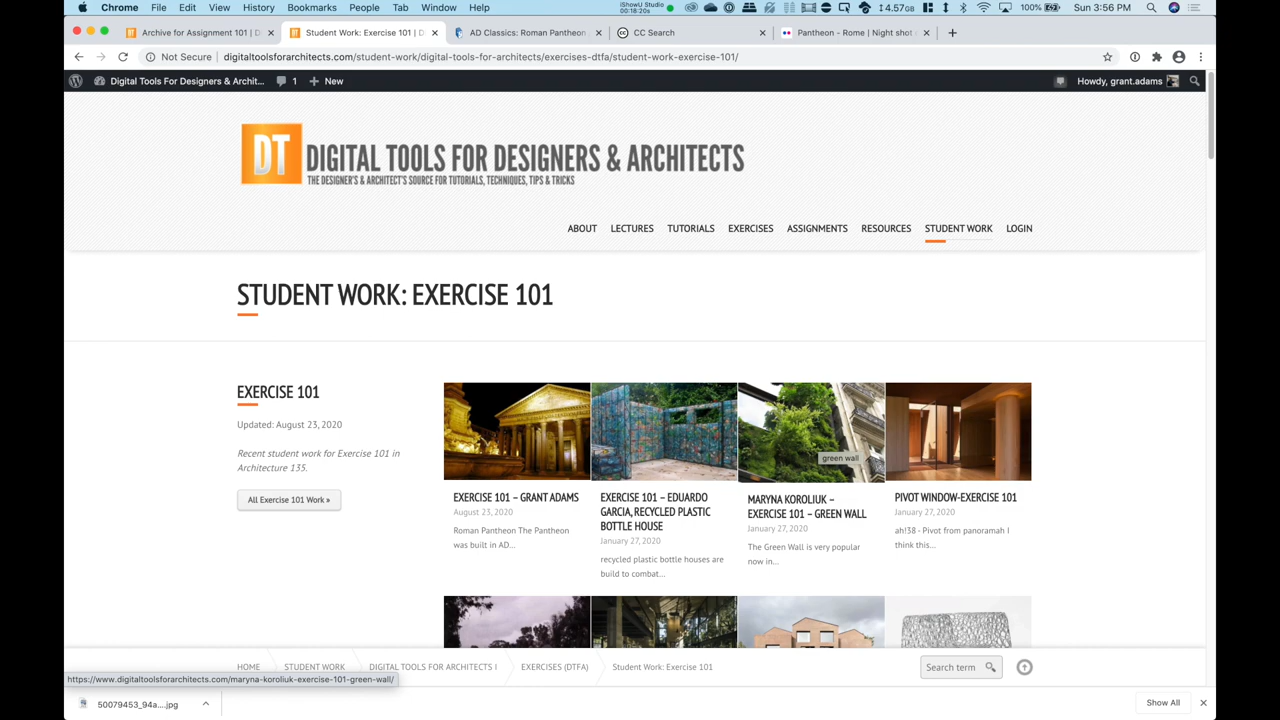 Chrome File Edit View History Bookmarks People Tab Window Help
iShowU Studio
00:18:20s
4.57GB
100%
Sun 3:56 PM
Archive for Assignment 101 | D
Student Work: Exercise 101 | D
AD Classics: Roman Pantheon
CC Search
Pantheon - Rome | Night shot
Not Secure
digitaltoolsforarchitects.com/student-work/digital-tools-for-architects/exercises-dtfa/student-work-exercise-101/
Digital Tools For Designers & Archit...
1
New
Howdy, grant.adams
DT DIGITAL TOOLS FOR DESIGNERS & ARCHITECTS
THE DESIGNER'S & ARCHITECT'S SOURCE FOR TUTORIALS, TECHNIQUES, TIPS & TRICKS
ABOUT LECTURES TUTORIALS EXERCISES ASSIGNMENTS RESOURCES STUDENT WORK LOGIN
STUDENT WORK: EXERCISE 101
EXERCISE 101
Updated: August 23, 2020
Recent student work for Exercise 101 in
Architecture 135.
All Exercise 101 Work »
EXERCISE 101 – GRANT ADAMS
August 23, 2020
Roman Pantheon The Pantheon
was built in AD...
EXERCISE 101 – EDUARDO
GARCIA, RECYCLED PLASTIC
BOTTLE HOUSE
January 27, 2020
recycled plastic bottle houses are
build to combat...
green wall
MARYNA KOROLIUK –
EXERCISE 101 – GREEN WALL
January 27, 2020
The Green Wall is very popular
now in...
PIVOT WINDOW-EXERCISE 101
January 27, 2020
ah!38 - Pivot from panoramah I
think this...
HOME STUDENT WORK DIGITAL TOOLS FOR ARCHITECTS I EXERCISES (DTFA) Student Work: Exercise 101
Search term
https://www.digitaltoolsforarchitects.com/maryna-koroliuk-exercise-101-green-wall/
50079453_94a....jpg
Show All